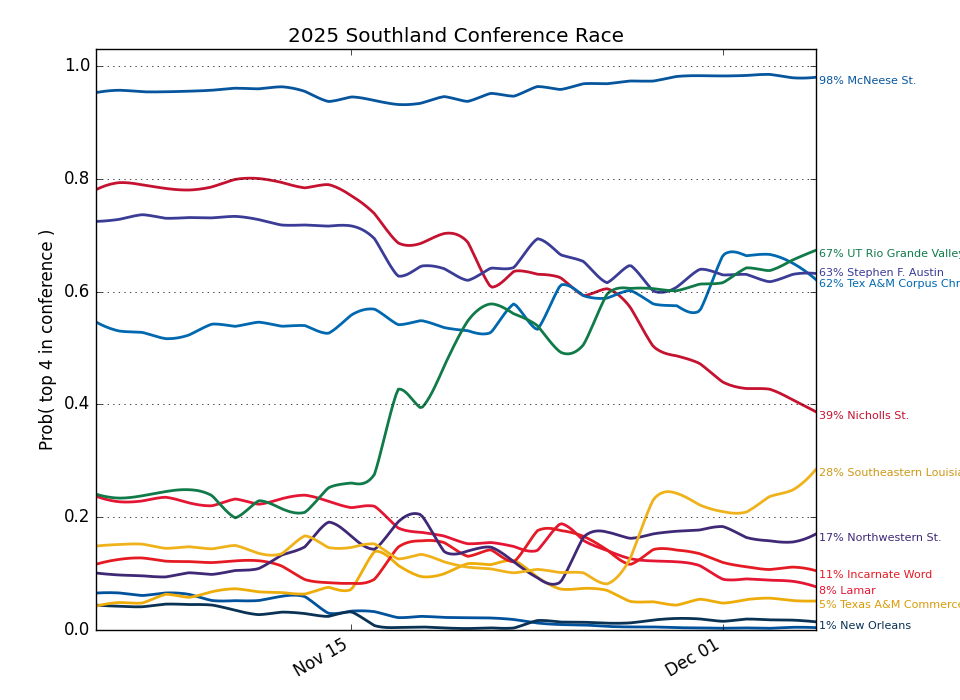 2025 Southland Conference Race
1.0
0.8
0.6
0.4
0.2
0.0
Prob( top 4 in conference )
Nov 15
Dec 01
98% McNeese St.
67% UT Rio Grande Valley
63% Stephen F. Austin
62% Tex A&M Corpus Chr
39% Nicholls St.
28% Southeastern Louisia
17% Northwestern St.
11% Incarnate Word
8% Lamar
5% Texas A&M Commerce
1% New Orleans